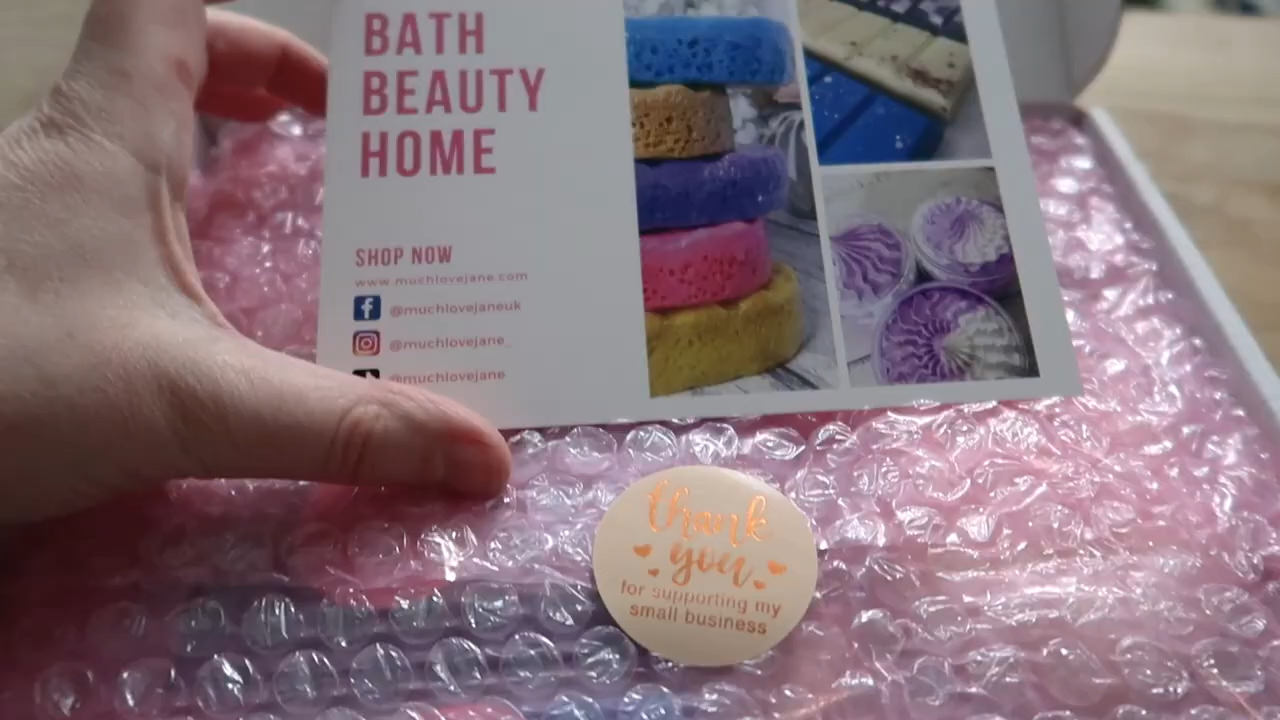 BATH
BEAUTY
HOME
SHOP NOW
www.muchlovejane.com
@muchlovejaneuk
@muchlovejane_
@muchlovejane
thank
you
for supporting my
small business